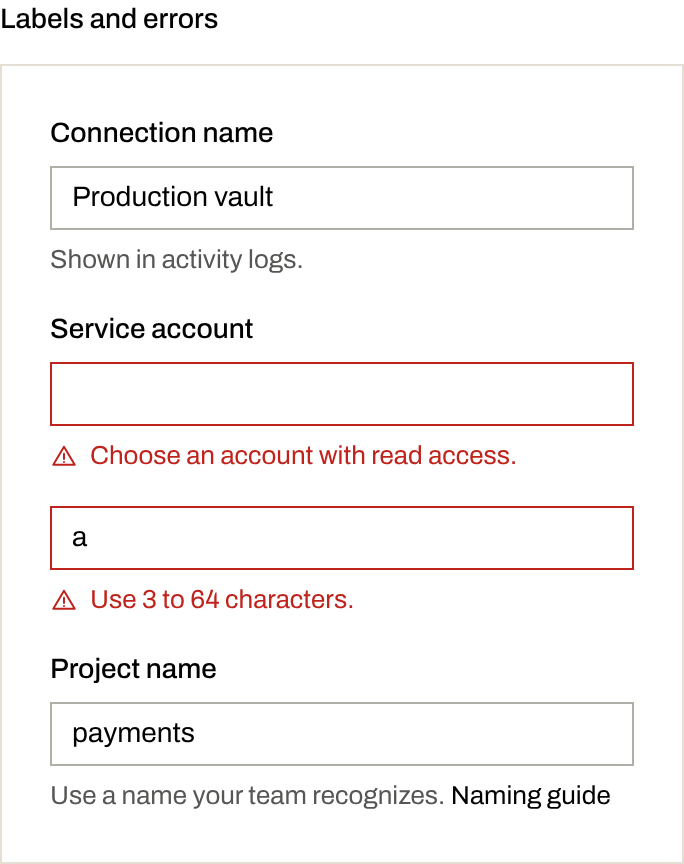 Labels and errors
Connection name
Production vault
Shown in activity logs.
Service account
Choose an account with read access.
a
Use 3 to 64 characters.
Project name
payments
Use a name your team recognizes. Naming guide